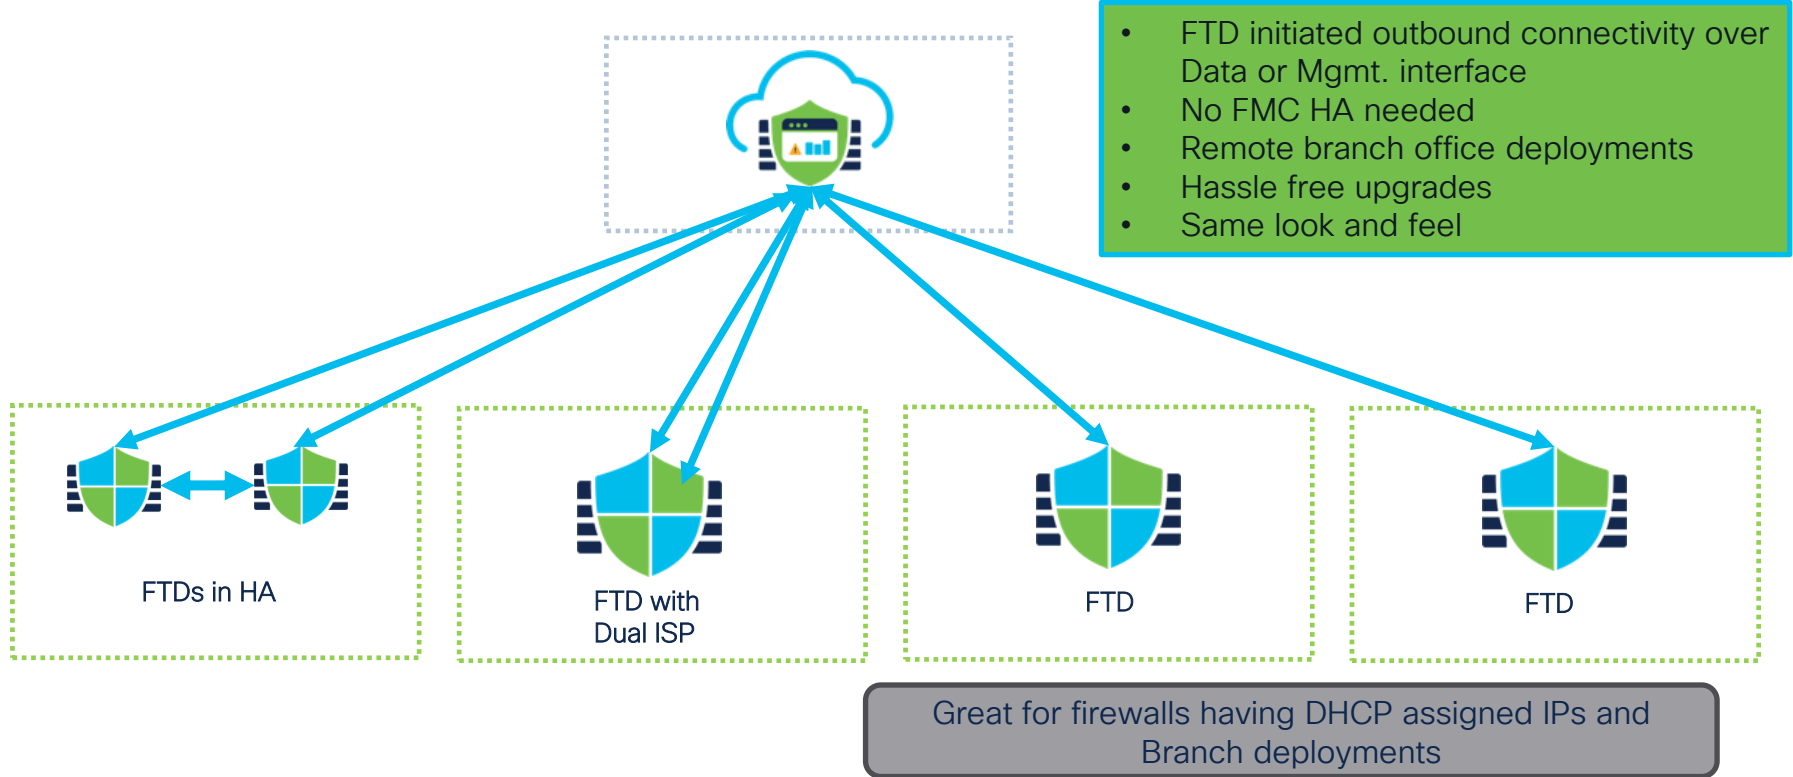 • FTD initiated outbound connectivity over
Data or Mgmt. interface
• No FMC HA needed
• Remote branch office deployments
• Hassle free upgrades
• Same look and feel
FTDs in HA
FTD with
Dual ISP
FTD
FTD
Great for firewalls having DHCP assigned IPs and
Branch deployments